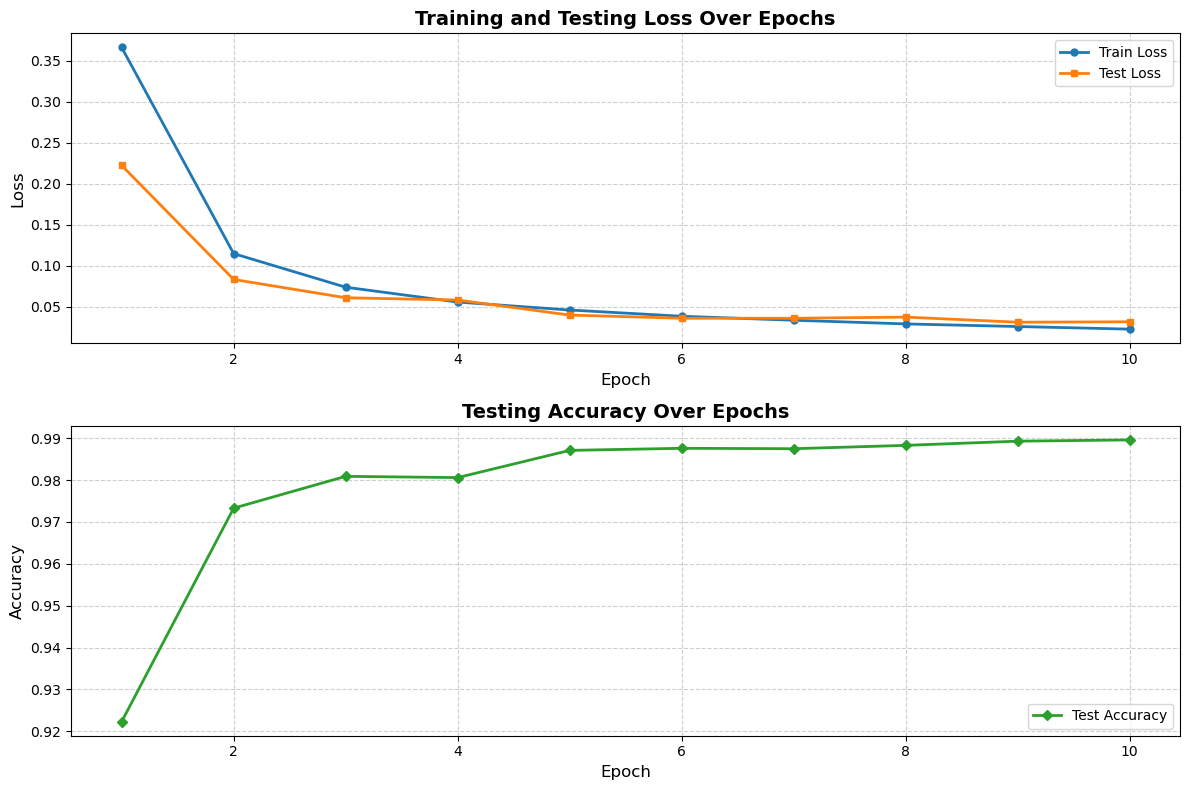 Training and Testing Loss Over Epochs
Loss
0.35
0.30
0.25
0.20
0.15
0.10
0.05
Train Loss
Test Loss
2 4 6 8 10
Epoch
Testing Accuracy Over Epochs
Accuracy
0.99
0.98
0.97
0.96
0.95
0.94
0.93
0.92
Test Accuracy
2 4 6 8 10
Epoch